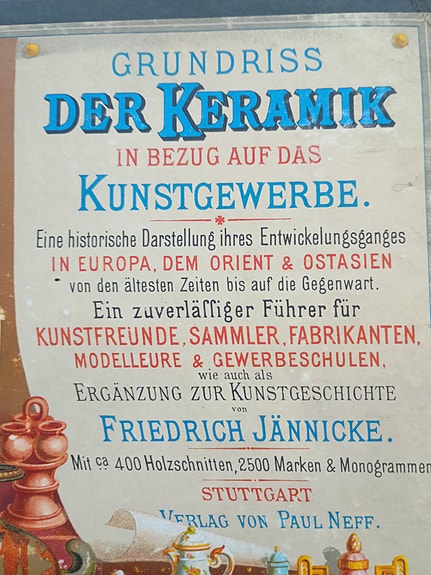 GRUNDRISS
DER KERAMIK
IN BEZUG AUF DAS
KUNSTGEWERBE.
Eine historische Darstellung ihres Entwickelungsganges
IN EUROPA, DEM ORIENT & OSTASIEN
von den ältesten Zeiten bis auf die Gegenwart.
Ein zuverläſſiger Führer für
KUNSTFREUNDE, SAMMLER, FABRIKANTEN,
MODELLEURE & GEWERBESCHULEN,
wie auch als
ERGÄNZUNG ZUR KUNSTGESCHICHTE
von
FRIEDRICH JÄNNICKE.
Mit ca 400 Holzschnitten, 2500 Marken & Monogrammen
STUTTGART
VERLAG VON PAUL NEFF.